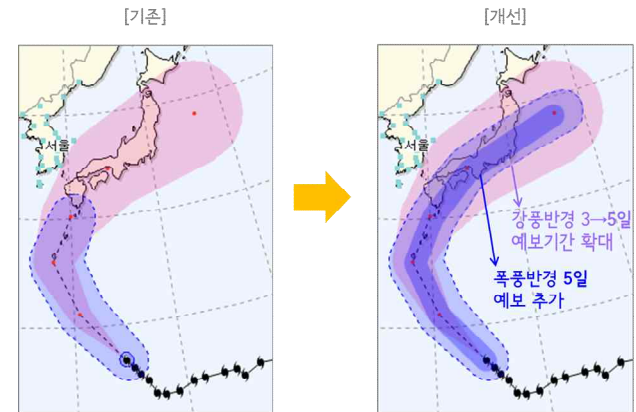 [기존]
[개선]
서울
서울
강풍반경 3→5일
예보기간 확대
폭풍반경 5일
예보 추가